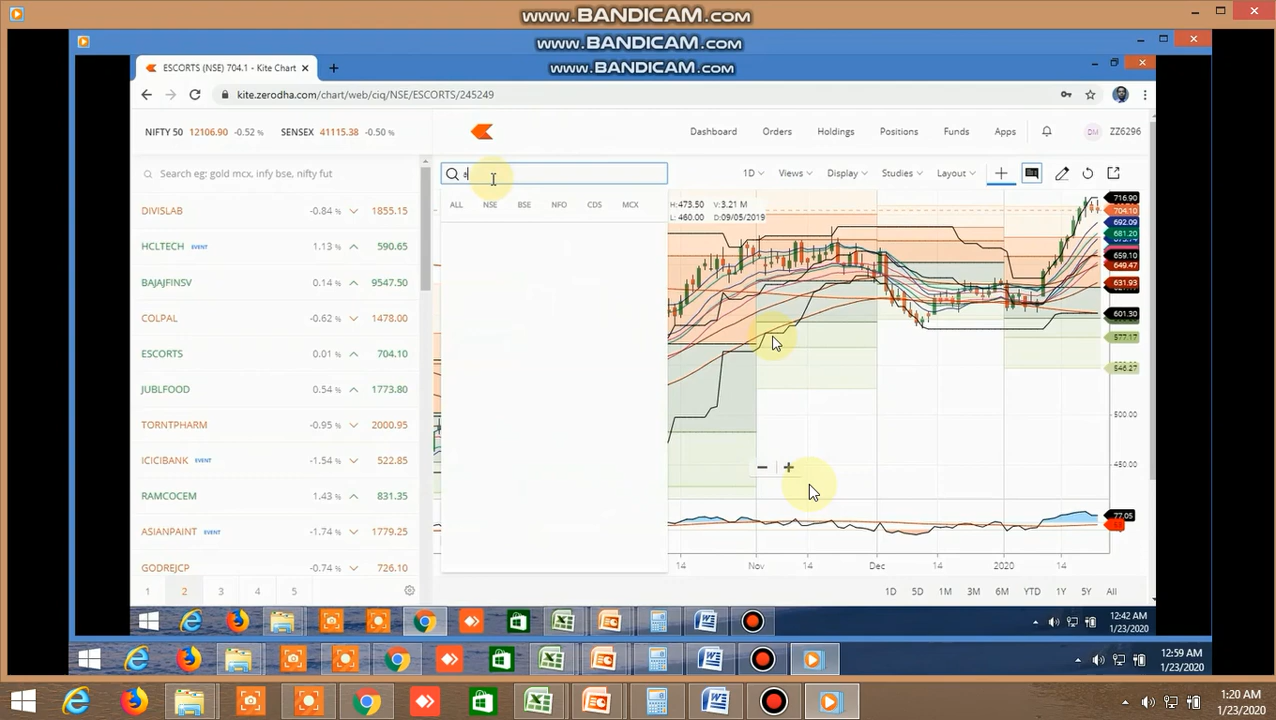 www.BANDICAM.com
www.BANDICAM.com
www.BANDICAM.com
ESCORTS (NSE) 704.1 - Kite Chart
kite.zerodha.com/chart/web/ciq/NSE/ESCORTS/245249
NIFTY 50 12106.90 -0.52 % SENSEX 41115.38 -0.50 %
Dashboard Orders Holdings Positions Funds Apps DM ZZ6296
Search eg: gold mcx, infy bse, nifty fut
1D Views Display Studies Layout
ALL NSE BSE NFO CDS MCX
H: 473.50 V: 3.21 M
L: 460.00 D: 09/05/2019
DIVISLAB -0.84 % 1855.15
HCLTECH EVENT 1.13 % 590.65
BAJAJFINSV 0.14 % 9547.50
COLPAL -0.62 % 1478.00
ESCORTS 0.01 % 704.10
JUBLFOOD 0.54 % 1773.80
TORNTPHARM -0.95 % 2000.95
ICICIBANK EVENT -1.54 % 522.85
RAMCOCEM 1.43 % 831.35
ASIANPAINT EVENT -1.74 % 1779.25
GODREJCP -0.74 % 726.10
716.90
704.10
692.09
681.20
659.10
649.47
631.93
601.30
577.17
546.27
500.00
450.00
77.05
14 Nov 14 Dec 14 2020 14
1 2 3 4 5
1D 5D 1M 3M 6M YTD 1Y 5Y All
12:42 AM
1/23/2020
12:59 AM
1/23/2020
1:20 AM
1/23/2020